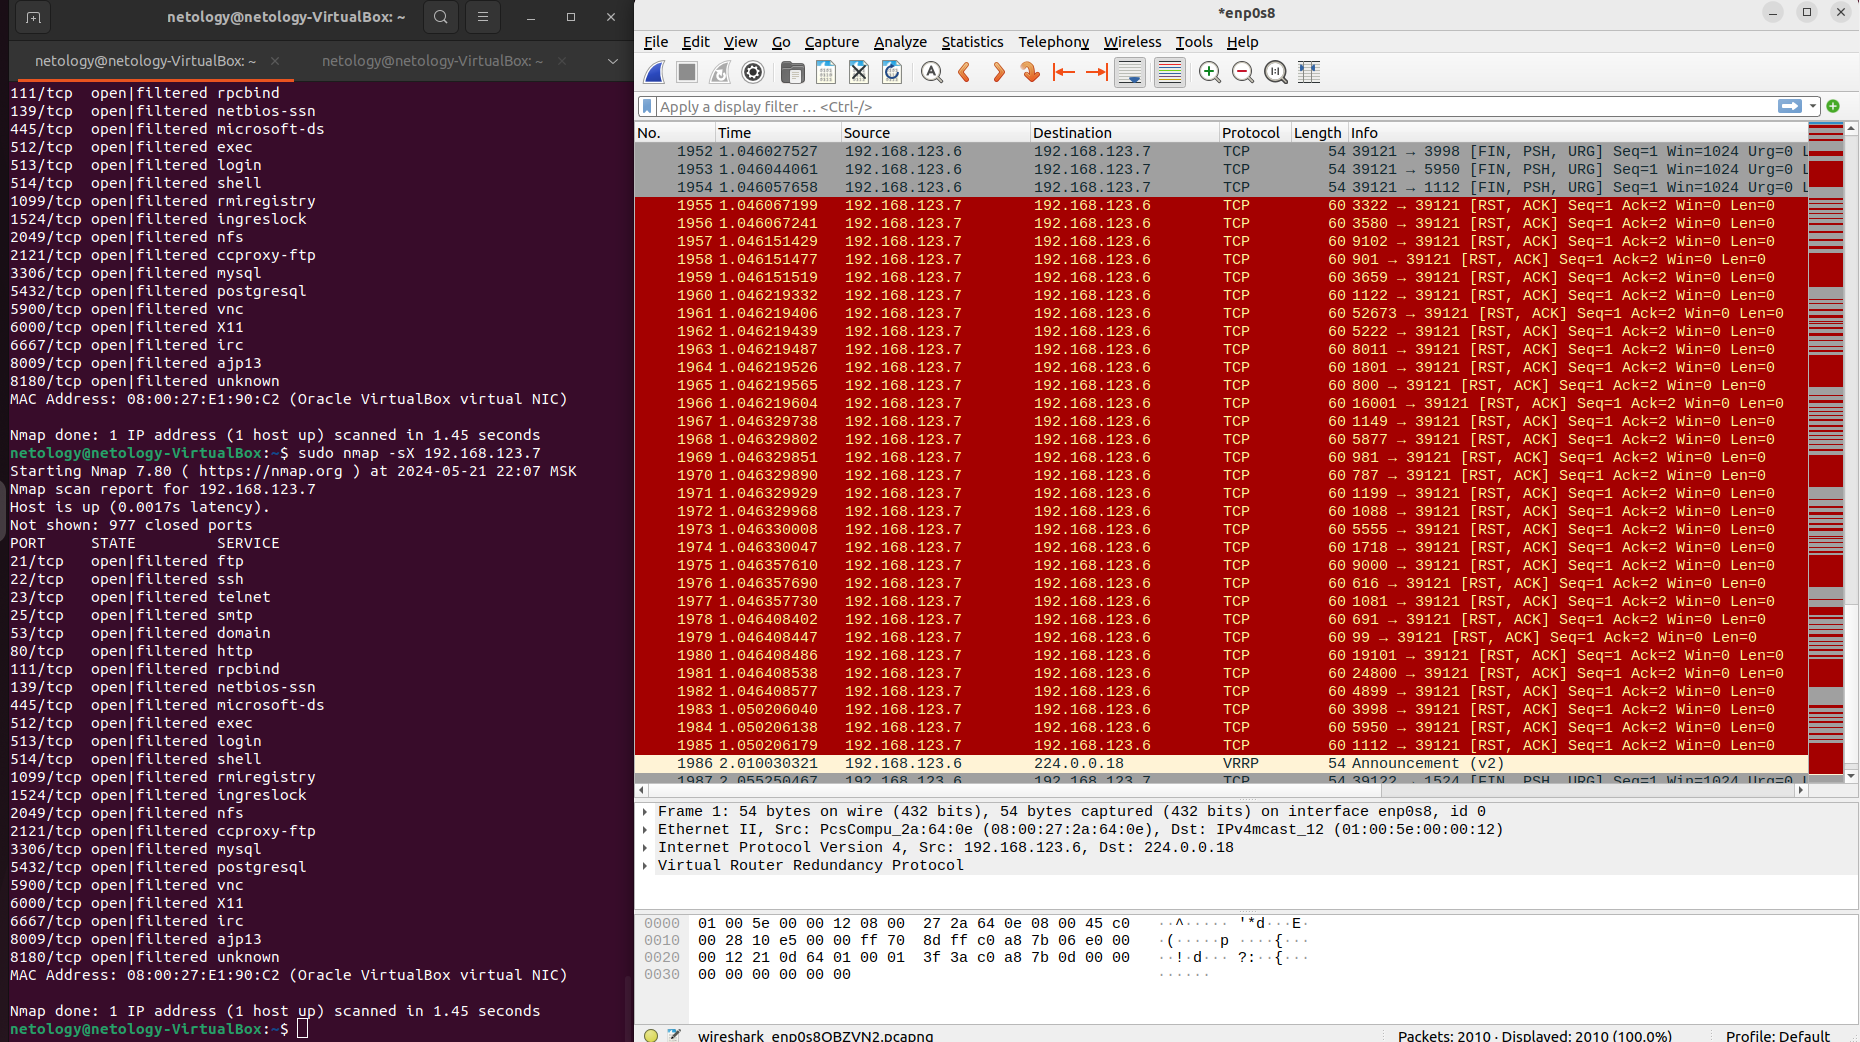 netology@netology-VirtualBox: ~
netology@netology-VirtualBox: ~ ×
netology@netology-VirtualBox: ~ ×
111/tcp  open|filtered rpcbind
139/tcp  open|filtered netbios-ssn
445/tcp  open|filtered microsoft-ds
512/tcp  open|filtered exec
513/tcp  open|filtered login
514/tcp  open|filtered shell
1099/tcp open|filtered rmiregistry
1524/tcp open|filtered ingreslock
2049/tcp open|filtered nfs
2121/tcp open|filtered ccproxy-ftp
3306/tcp open|filtered mysql
5432/tcp open|filtered postgresql
5900/tcp open|filtered vnc
6000/tcp open|filtered X11
6667/tcp open|filtered irc
8009/tcp open|filtered ajp13
8180/tcp open|filtered unknown
MAC Address: 08:00:27:E1:90:C2 (Oracle VirtualBox virtual NIC)
Nmap done: 1 IP address (1 host up) scanned in 1.45 seconds
netology@netology-VirtualBox:~$ sudo nmap -sX 192.168.123.7
Starting Nmap 7.80 ( https://nmap.org ) at 2024-05-21 22:07 MSK
Nmap scan report for 192.168.123.7
Host is up (0.0017s latency).
Not shown: 977 closed ports
PORT     STATE         SERVICE
21/tcp   open|filtered ftp
22/tcp   open|filtered ssh
23/tcp   open|filtered telnet
25/tcp   open|filtered smtp
53/tcp   open|filtered domain
80/tcp   open|filtered http
111/tcp  open|filtered rpcbind
139/tcp  open|filtered netbios-ssn
445/tcp  open|filtered microsoft-ds
512/tcp  open|filtered exec
513/tcp  open|filtered login
514/tcp  open|filtered shell
1099/tcp open|filtered rmiregistry
1524/tcp open|filtered ingreslock
2049/tcp open|filtered nfs
2121/tcp open|filtered ccproxy-ftp
3306/tcp open|filtered mysql
5432/tcp open|filtered postgresql
5900/tcp open|filtered vnc
6000/tcp open|filtered X11
6667/tcp open|filtered irc
8009/tcp open|filtered ajp13
8180/tcp open|filtered unknown
MAC Address: 08:00:27:E1:90:C2 (Oracle VirtualBox virtual NIC)
Nmap done: 1 IP address (1 host up) scanned in 1.45 seconds
netology@netology-VirtualBox:~$
*enp0s8
File Edit View Go Capture Analyze Statistics Telephony Wireless Tools Help
Apply a display filter … <Ctrl-/>
No. Time Source Destination Protocol Length Info
1952 1.046027527 192.168.123.6 192.168.123.7 TCP 54 39121 → 3998 [FIN, PSH, URG] Seq=1 Win=1024 Urg=0 L
1953 1.046044061 192.168.123.6 192.168.123.7 TCP 54 39121 → 5950 [FIN, PSH, URG] Seq=1 Win=1024 Urg=0 L
1954 1.046057658 192.168.123.6 192.168.123.7 TCP 54 39121 → 1112 [FIN, PSH, URG] Seq=1 Win=1024 Urg=0 L
1955 1.046067199 192.168.123.7 192.168.123.6 TCP 60 3322 → 39121 [RST, ACK] Seq=1 Ack=2 Win=0 Len=0
1956 1.046067241 192.168.123.7 192.168.123.6 TCP 60 3580 → 39121 [RST, ACK] Seq=1 Ack=2 Win=0 Len=0
1957 1.046151429 192.168.123.7 192.168.123.6 TCP 60 9102 → 39121 [RST, ACK] Seq=1 Ack=2 Win=0 Len=0
1958 1.046151477 192.168.123.7 192.168.123.6 TCP 60 901 → 39121 [RST, ACK] Seq=1 Ack=2 Win=0 Len=0
1959 1.046151519 192.168.123.7 192.168.123.6 TCP 60 3659 → 39121 [RST, ACK] Seq=1 Ack=2 Win=0 Len=0
1960 1.046219332 192.168.123.7 192.168.123.6 TCP 60 1122 → 39121 [RST, ACK] Seq=1 Ack=2 Win=0 Len=0
1961 1.046219406 192.168.123.7 192.168.123.6 TCP 60 52673 → 39121 [RST, ACK] Seq=1 Ack=2 Win=0 Len=0
1962 1.046219439 192.168.123.7 192.168.123.6 TCP 60 5222 → 39121 [RST, ACK] Seq=1 Ack=2 Win=0 Len=0
1963 1.046219487 192.168.123.7 192.168.123.6 TCP 60 8011 → 39121 [RST, ACK] Seq=1 Ack=2 Win=0 Len=0
1964 1.046219526 192.168.123.7 192.168.123.6 TCP 60 1801 → 39121 [RST, ACK] Seq=1 Ack=2 Win=0 Len=0
1965 1.046219565 192.168.123.7 192.168.123.6 TCP 60 800 → 39121 [RST, ACK] Seq=1 Ack=2 Win=0 Len=0
1966 1.046219604 192.168.123.7 192.168.123.6 TCP 60 16001 → 39121 [RST, ACK] Seq=1 Ack=2 Win=0 Len=0
1967 1.046329738 192.168.123.7 192.168.123.6 TCP 60 1149 → 39121 [RST, ACK] Seq=1 Ack=2 Win=0 Len=0
1968 1.046329802 192.168.123.7 192.168.123.6 TCP 60 5877 → 39121 [RST, ACK] Seq=1 Ack=2 Win=0 Len=0
1969 1.046329851 192.168.123.7 192.168.123.6 TCP 60 981 → 39121 [RST, ACK] Seq=1 Ack=2 Win=0 Len=0
1970 1.046329890 192.168.123.7 192.168.123.6 TCP 60 787 → 39121 [RST, ACK] Seq=1 Ack=2 Win=0 Len=0
1971 1.046329929 192.168.123.7 192.168.123.6 TCP 60 1199 → 39121 [RST, ACK] Seq=1 Ack=2 Win=0 Len=0
1972 1.046329968 192.168.123.7 192.168.123.6 TCP 60 1088 → 39121 [RST, ACK] Seq=1 Ack=2 Win=0 Len=0
1973 1.046330008 192.168.123.7 192.168.123.6 TCP 60 5555 → 39121 [RST, ACK] Seq=1 Ack=2 Win=0 Len=0
1974 1.046330047 192.168.123.7 192.168.123.6 TCP 60 1718 → 39121 [RST, ACK] Seq=1 Ack=2 Win=0 Len=0
1975 1.046357610 192.168.123.7 192.168.123.6 TCP 60 9000 → 39121 [RST, ACK] Seq=1 Ack=2 Win=0 Len=0
1976 1.046357690 192.168.123.7 192.168.123.6 TCP 60 616 → 39121 [RST, ACK] Seq=1 Ack=2 Win=0 Len=0
1977 1.046357730 192.168.123.7 192.168.123.6 TCP 60 1081 → 39121 [RST, ACK] Seq=1 Ack=2 Win=0 Len=0
1978 1.046408402 192.168.123.7 192.168.123.6 TCP 60 691 → 39121 [RST, ACK] Seq=1 Ack=2 Win=0 Len=0
1979 1.046408447 192.168.123.7 192.168.123.6 TCP 60 99 → 39121 [RST, ACK] Seq=1 Ack=2 Win=0 Len=0
1980 1.046408486 192.168.123.7 192.168.123.6 TCP 60 19101 → 39121 [RST, ACK] Seq=1 Ack=2 Win=0 Len=0
1981 1.046408538 192.168.123.7 192.168.123.6 TCP 60 24800 → 39121 [RST, ACK] Seq=1 Ack=2 Win=0 Len=0
1982 1.046408577 192.168.123.7 192.168.123.6 TCP 60 4899 → 39121 [RST, ACK] Seq=1 Ack=2 Win=0 Len=0
1983 1.050206040 192.168.123.7 192.168.123.6 TCP 60 3998 → 39121 [RST, ACK] Seq=1 Ack=2 Win=0 Len=0
1984 1.050206138 192.168.123.7 192.168.123.6 TCP 60 5950 → 39121 [RST, ACK] Seq=1 Ack=2 Win=0 Len=0
1985 1.050206179 192.168.123.7 192.168.123.6 TCP 60 1112 → 39121 [RST, ACK] Seq=1 Ack=2 Win=0 Len=0
1986 2.010030321 192.168.123.6 224.0.0.18 VRRP 54 Announcement (v2)
1987 2.055250467 192.168.123.6 192.168.123.7 TCP 54 39122 → 1524 [FIN, PSH, URG] Seq=1 Win=1024 Urg=0 L
Frame 1: 54 bytes on wire (432 bits), 54 bytes captured (432 bits) on interface enp0s8, id 0
Ethernet II, Src: PcsCompu_2a:64:0e (08:00:27:2a:64:0e), Dst: IPv4mcast_12 (01:00:5e:00:00:12)
Internet Protocol Version 4, Src: 192.168.123.6, Dst: 224.0.0.18
Virtual Router Redundancy Protocol
0000 01 00 5e 00 00 12 08 00 27 2a 64 0e 08 00 45 c0 ··^····· '*d···E·
0010 00 28 10 e5 00 00 ff 70 8d ff c0 a8 7b 06 e0 00 ·(·····p ····{···
0020 00 12 21 0d 64 01 00 01 3f 3a c0 a8 7b 0d 00 00 ··!·d··· ?:··{···
0030 00 00 00 00 00 00 ······
wireshark_enp0s8OBZVN2.pcapng
Packets: 2010 · Displayed: 2010 (100.0%)
Profile: Default